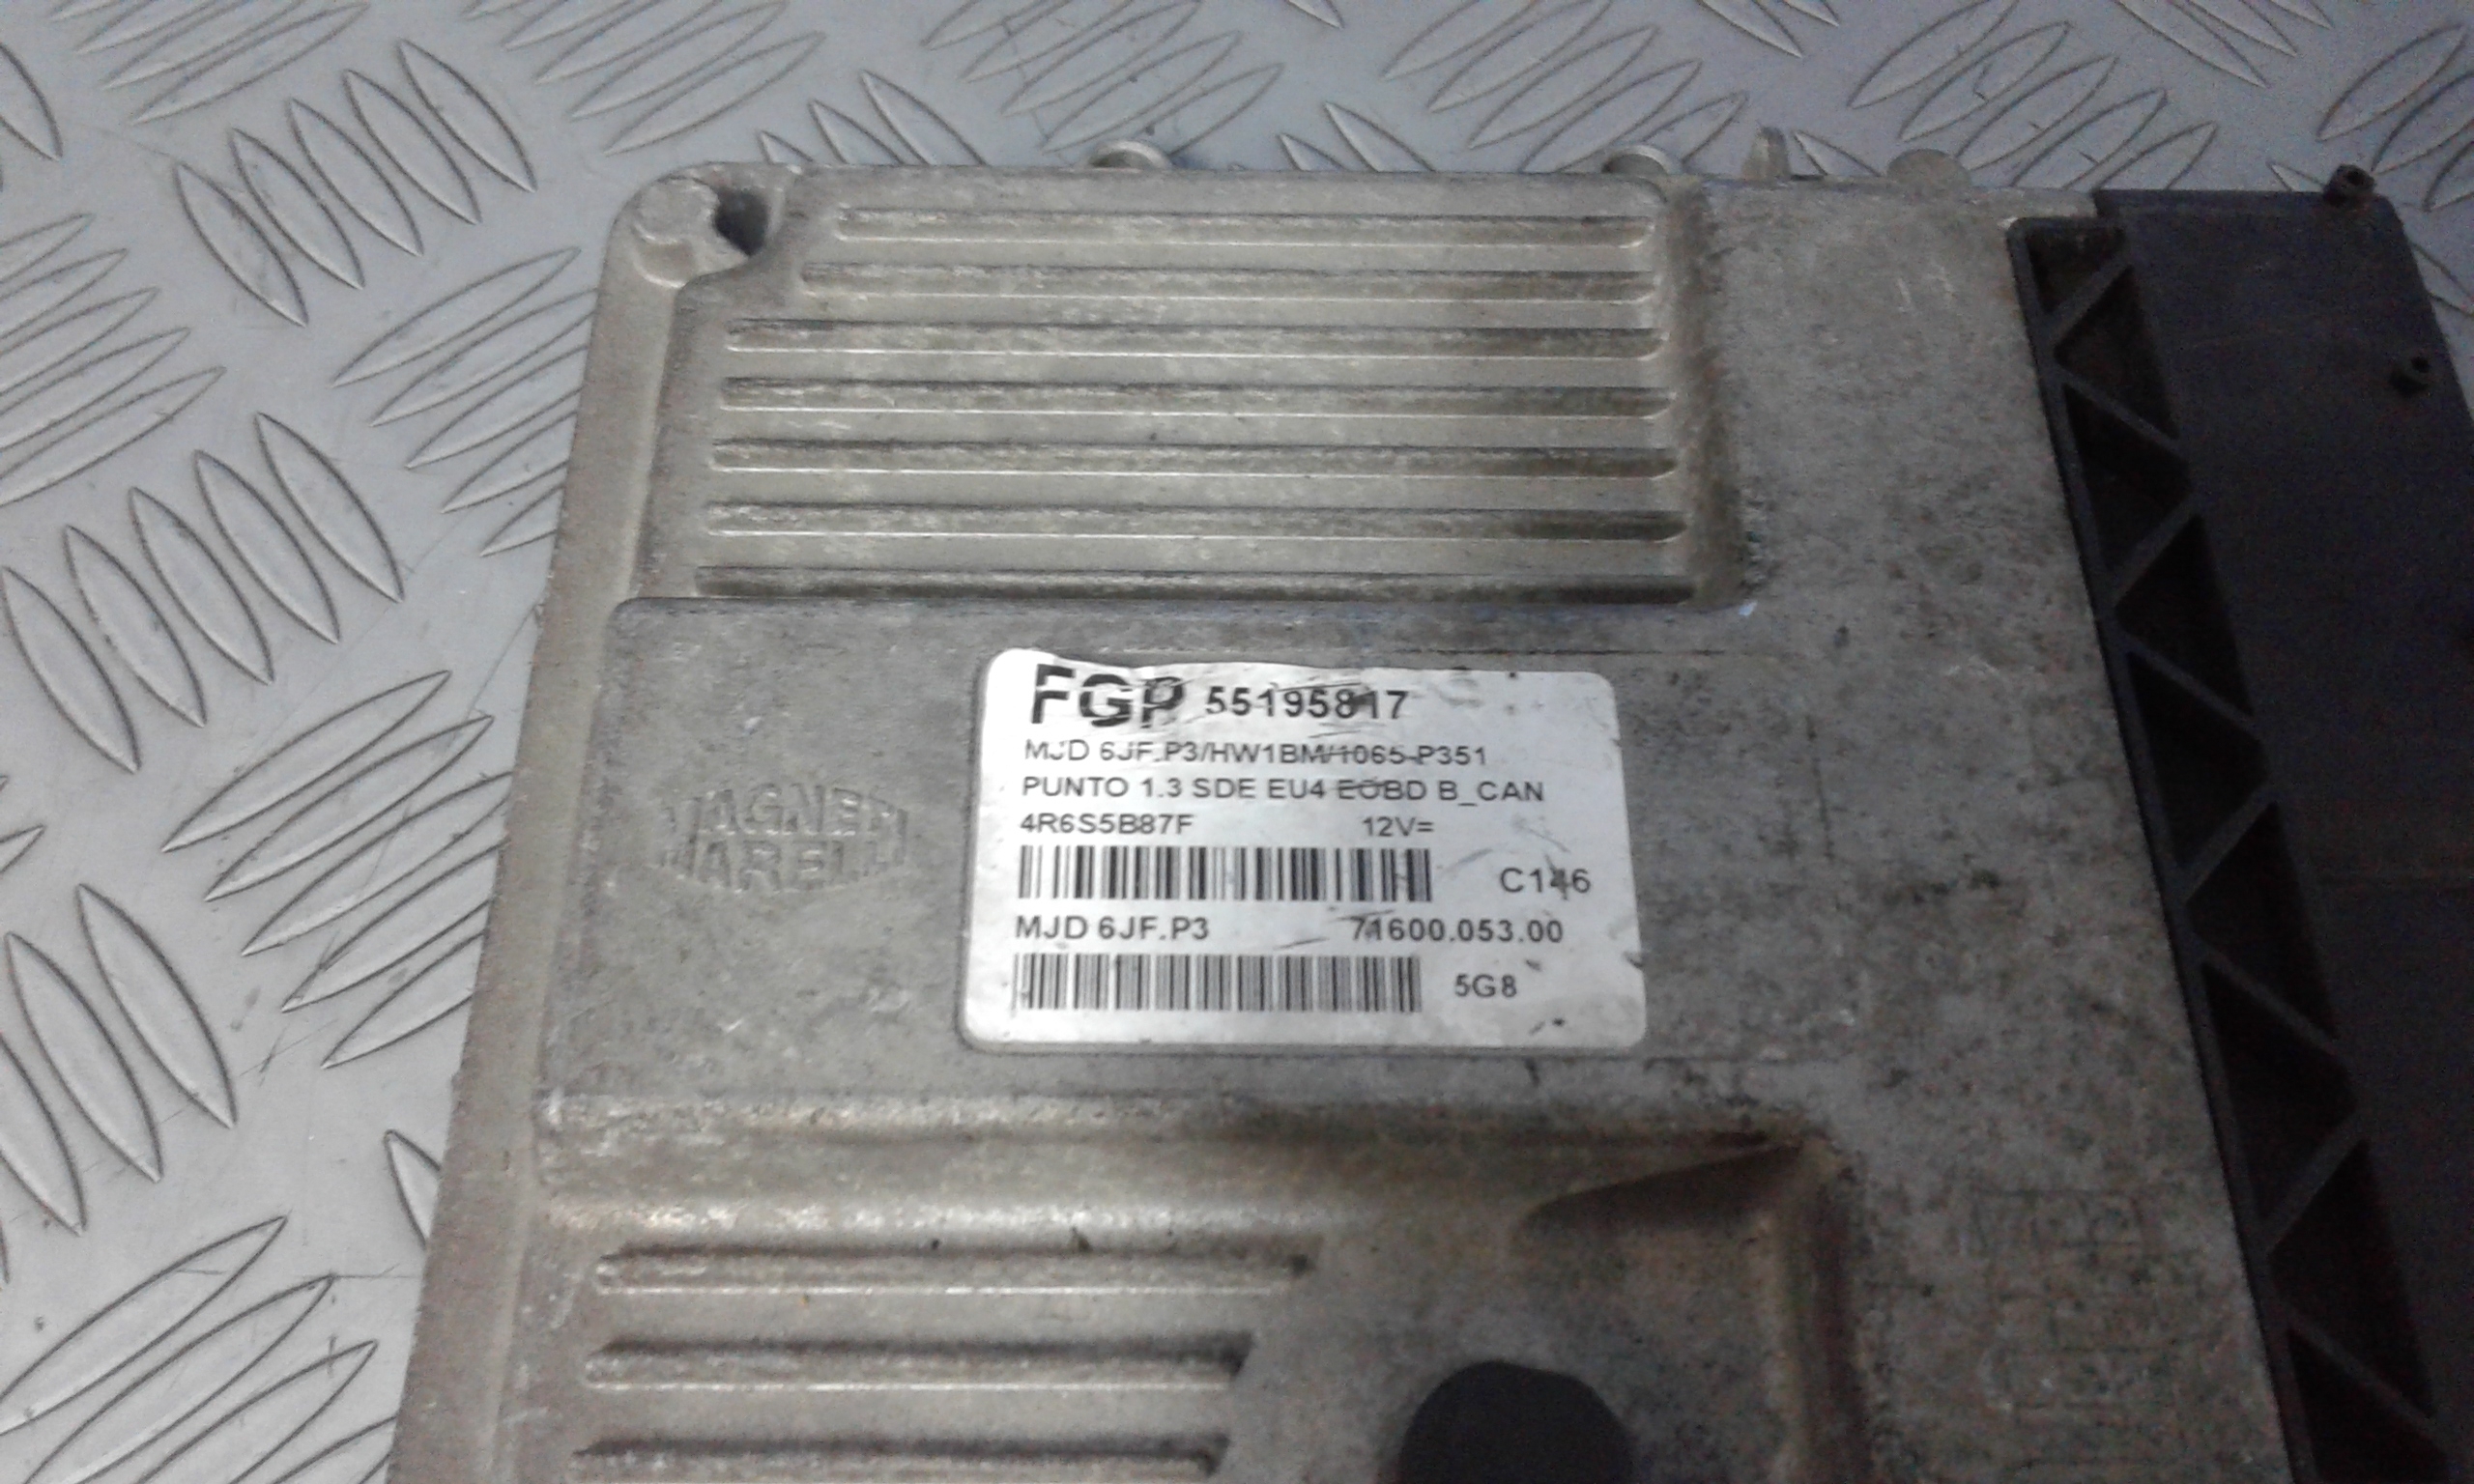 FGP 55195817
MJD 6JF.P3/HW1BM/1065-P351
PUNTO 1.3 SDE EU4 EOBD B_CAN
4R6S5B87F 12V=
C146
MJD 6JF.P3 71600.053.00
5G8
MAGNETI
MARELLI